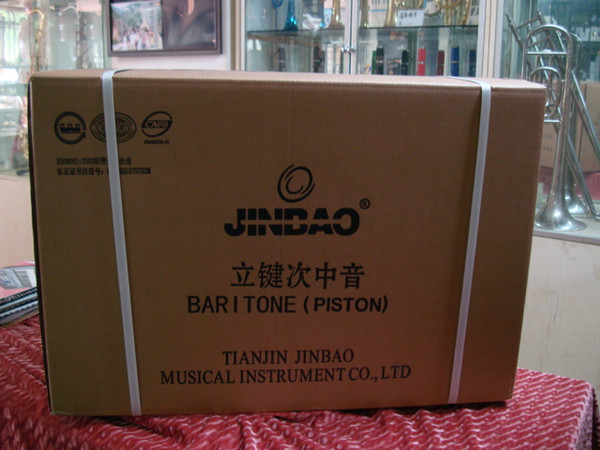 JINBAO®
立键次中音
BARITONE (PISTON)
TIANJIN JINBAO
MUSICAL INSTRUMENT CO., LTD